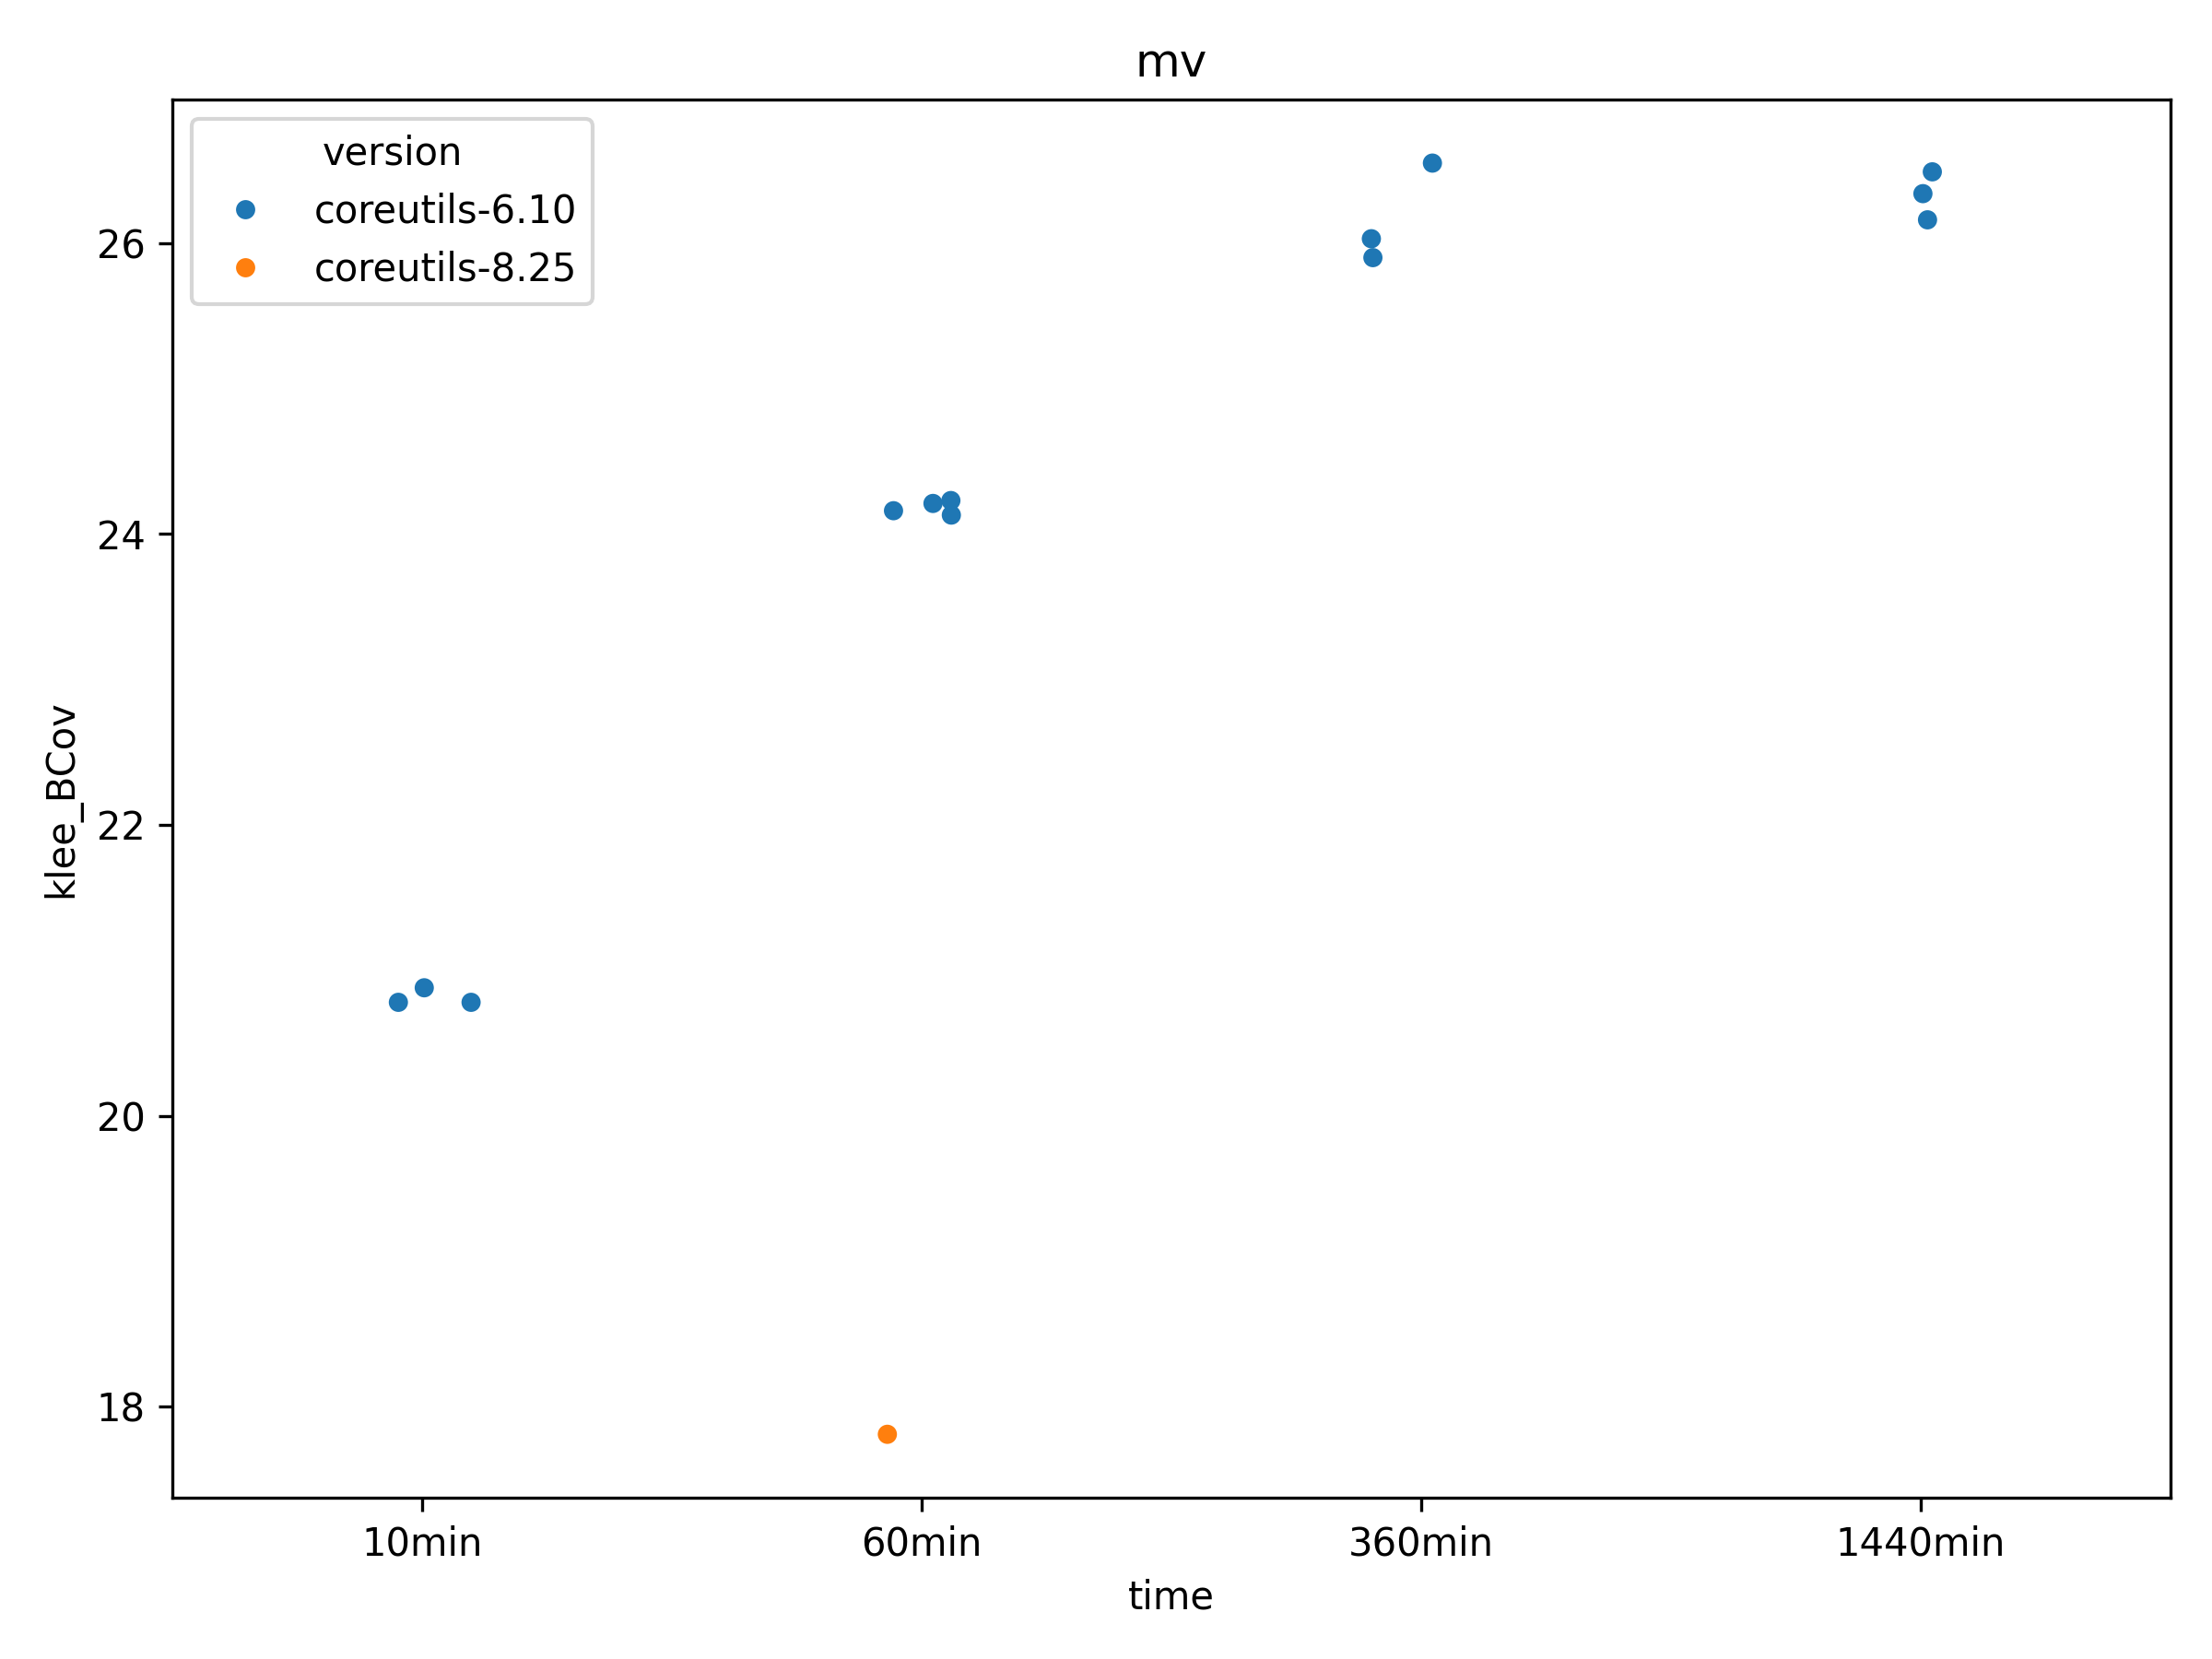 mv
version
coreutils-6.10
coreutils-8.25
klee_BCov
26
24
22
20
18
10min
60min
360min
1440min
time